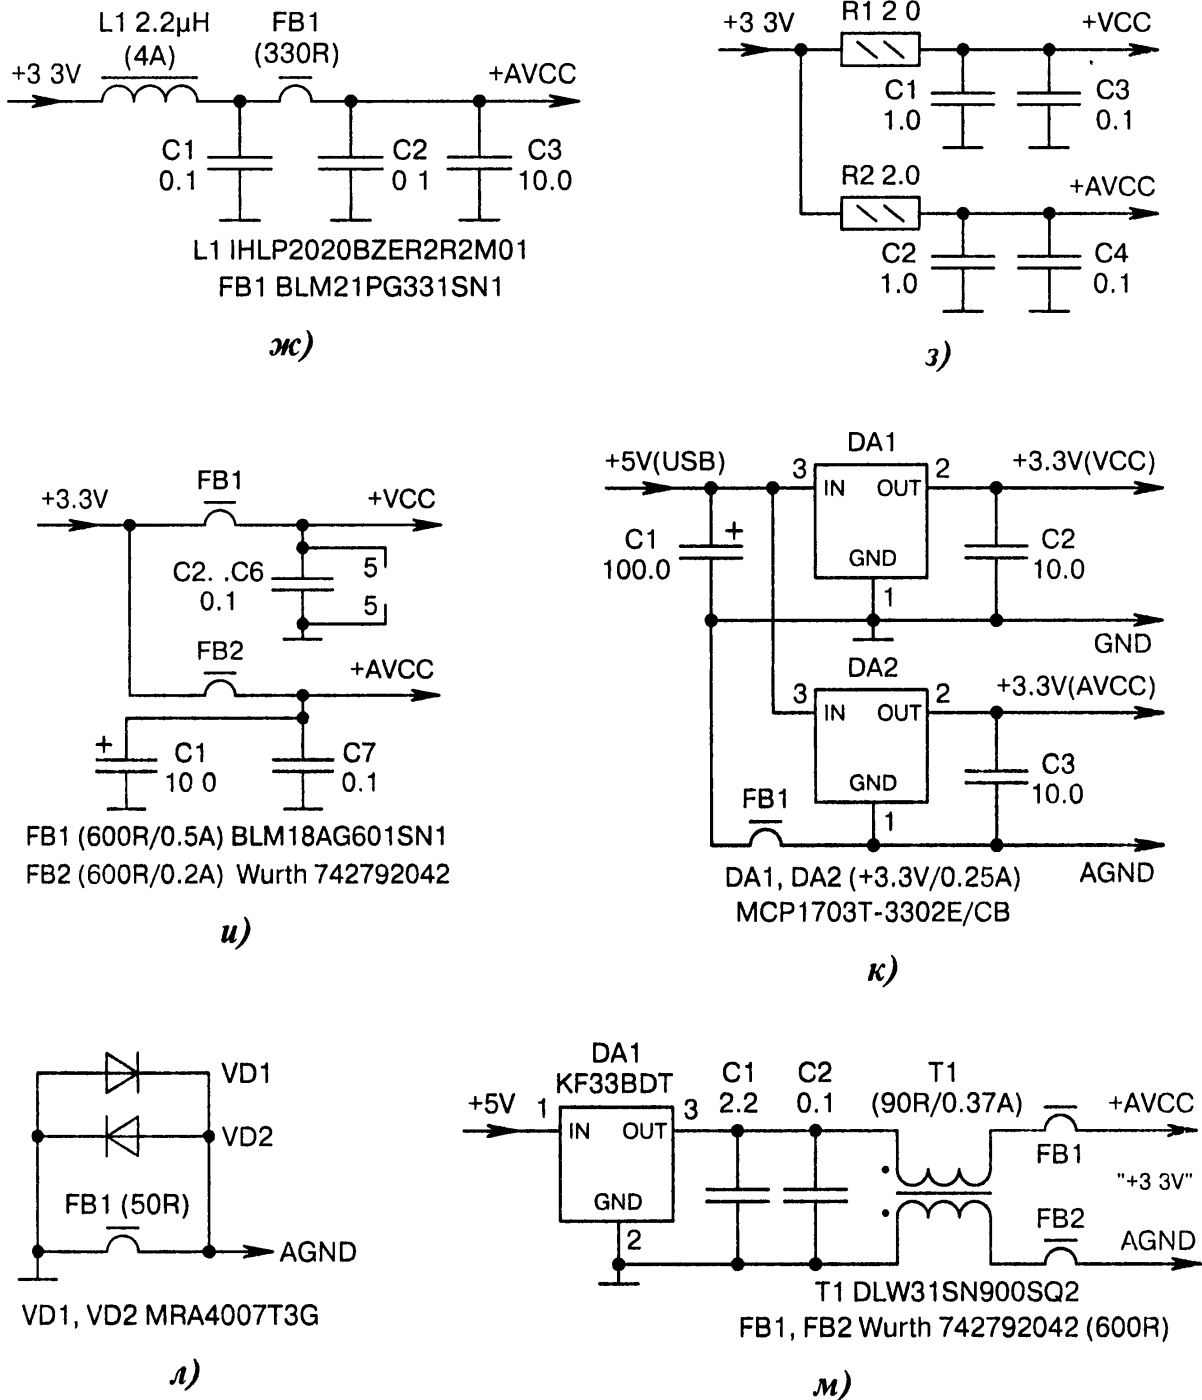 L1 2.2µH
(4A)
FB1
(330R)
+3 3V
+AVCC
C1
0.1
C2
0 1
C3
10.0
L1 IHLP2020BZER2R2M01
FB1 BLM21PG331SN1
ж)
+3 3V
R1 2 0
+VCC
C1
1.0
C3
0.1
R2 2.0
+AVCC
C2
1.0
C4
0.1
з)
+3.3V
FB1
+VCC
C2. .C6
0.1
5
5
FB2
+AVCC
+
C1
10 0
C7
0.1
FB1 (600R/0.5A) BLM18AG601SN1
FB2 (600R/0.2A) Wurth 742792042
и)
+5V(USB)
DA1
3
IN
OUT
2
+3.3V(VCC)
C1
100.0
+
GND
1
C2
10.0
GND
DA2
3
IN
OUT
2
+3.3V(AVCC)
GND
1
C3
10.0
FB1
AGND
DA1, DA2 (+3.3V/0.25A)
MCP1703T-3302E/CB
к)
VD1
VD2
FB1 (50R)
AGND
VD1, VD2 MRA4007T3G
л)
DA1
KF33BDT
+5V
1
IN
OUT
3
GND
2
C1
2.2
C2
0.1
T1
(90R/0.37A)
+AVCC
FB1
"+3 3V"
FB2
AGND
T1 DLW31SN900SQ2
FB1, FB2 Wurth 742792042 (600R)
м)